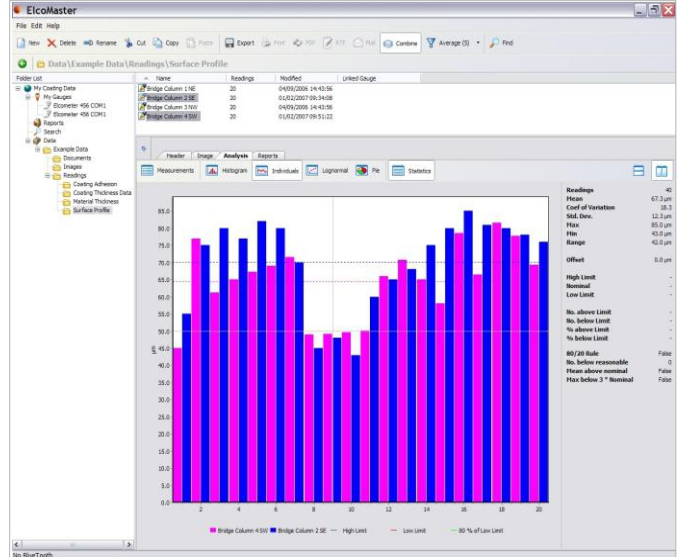 ElcoMaster
File Edit Help
New Delete Rename Cut Copy Paste Export Print PDF RTF Mail Combine Average (5) Find
Data\Example Data\Readings\Surface Profile
Folder List
My Coating Data
My Gauges
Elcometer 456 COM1
Elcometer 456 COM1
Reports
Search
Data
Example Data
Documents
Images
Readings
Coating Adhesion
Coating Thickness Data
Material Thickness
Surface Profile
Name Readings Modified Linked Gauge
Bridge Column 1 NE 20 04/09/2006 14:43:56
Bridge Column 2 SE 20 01/02/2007 09:34:08
Bridge Column 3 NW 20 04/09/2006 14:43:56
Bridge Column 4 SW 20 01/02/2007 09:51:22
Header Image Analysis Reports
Measurements Histogram Individuals Lognormal Pie Statistics
85.0
80.0
75.0
70.0
65.0
60.0
55.0
50.0
45.0
40.0
35.0
30.0
25.0
20.0
15.0
10.0
5.0
0.0
µm
2 4 6 8 10 12 14 16 18 20
Bridge Column 4 SW Bridge Column 2 SE High Limit Low Limit 80 % of Low Limit
Readings 40
Mean 67.3 µm
Coef of Variation 18.3
Std. Dev. 12.3 µm
Max 85.0 µm
Min 43.0 µm
Range 42.0 µm
Offset 0.0 µm
High Limit -
Nominal -
Low Limit -
No. above Limit -
No. below Limit -
% above Limit -
% below Limit -
80/20 Rule False
No. below reasonable 0
Mean above nominal False
Max below 3 * Nominal False
No BlueTooth